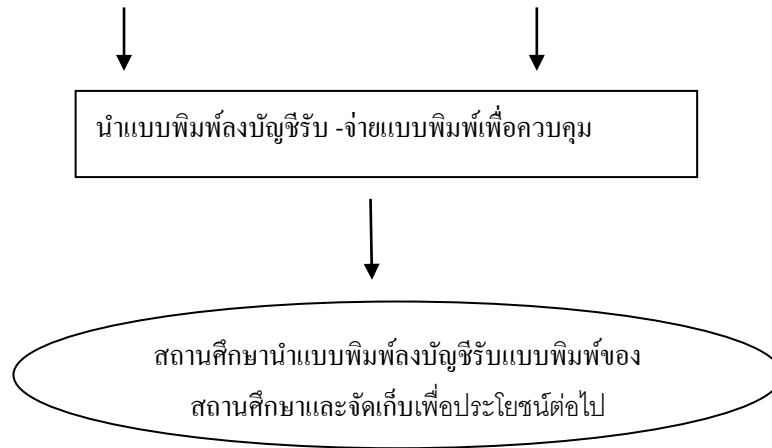 นำแบบพิมพ์ลงบัญชีรับ -จ่ายแบบพิมพ์เพื่อควบคุม
สถานศึกษานำแบบพิมพ์ลงบัญชีรับแบบพิมพ์ของ
สถานศึกษาและจัดเก็บเพื่อประโยชน์ต่อไป